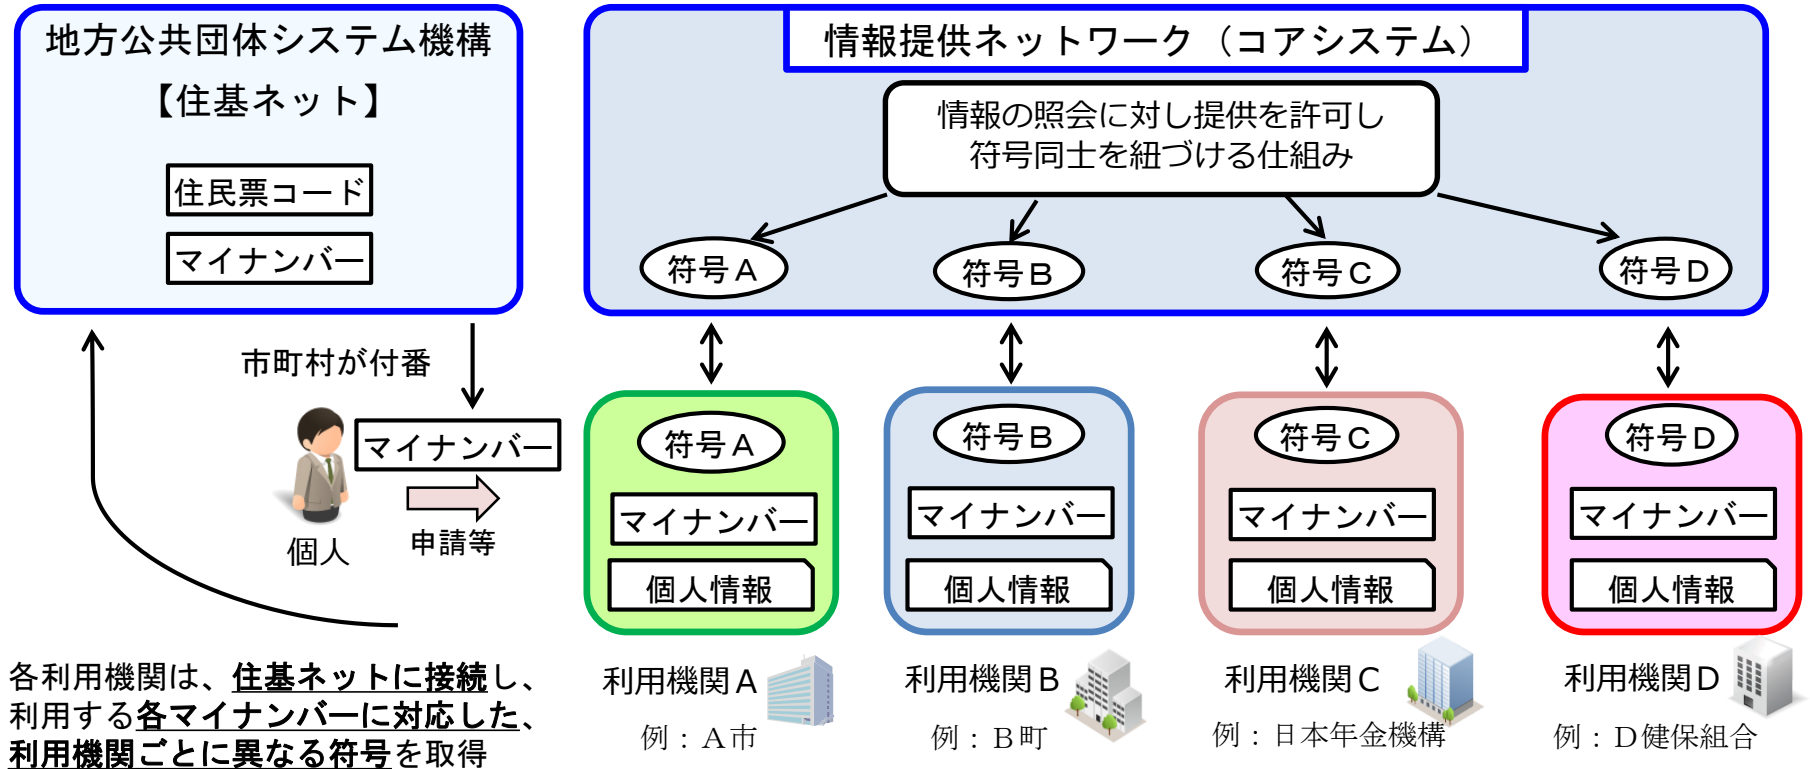 地方公共団体システム機構
【住基ネット】
住民票コード
マイナンバー
情報提供ネットワーク（コアシステム）
情報の照会に対し提供を許可し
符号同士を紐づける仕組み
符号Ａ
符号Ｂ
符号Ｃ
符号Ｄ
市町村が付番
マイナンバー
個人
申請等
符号Ａ
マイナンバー
個人情報
符号Ｂ
マイナンバー
個人情報
符号Ｃ
マイナンバー
個人情報
符号Ｄ
マイナンバー
個人情報
各利用機関は、住基ネットに接続し、
利用する各マイナンバーに対応した、
利用機関ごとに異なる符号を取得
利用機関Ａ
例：Ａ市
利用機関Ｂ
例：Ｂ町
利用機関Ｃ
例：日本年金機構
利用機関Ｄ
例：Ｄ健保組合